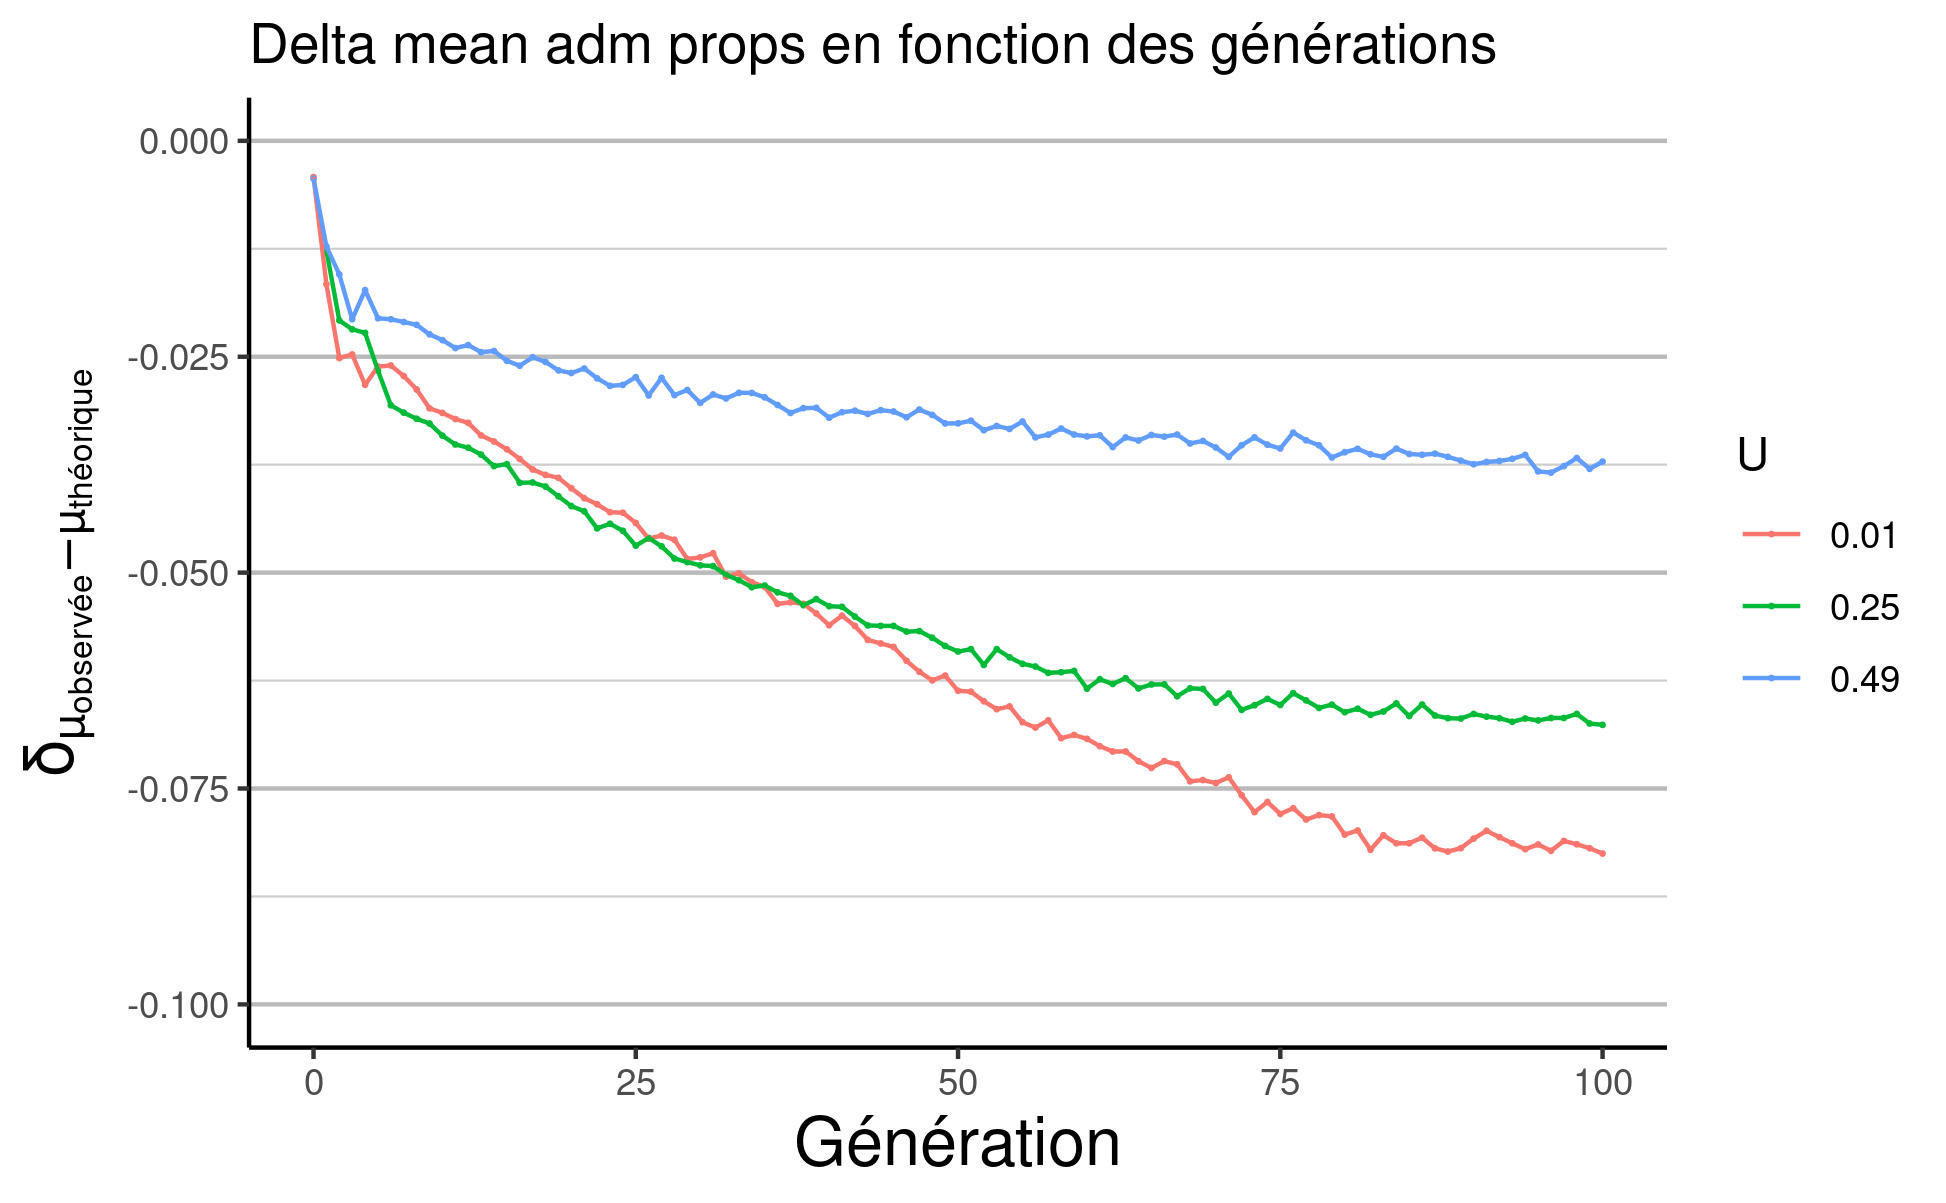 Delta mean adm props en fonction des générations
δμobservée−μthéorique
0.000
-0.025
-0.050
-0.075
-0.100
0 25 50 75 100
Génération
U
0.01
0.25
0.49